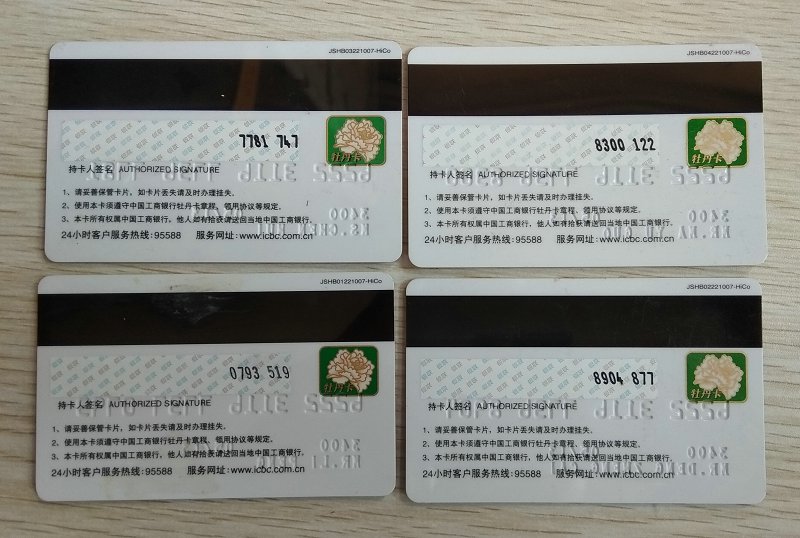 JSHB03221007-HiCo
7781 747
牡丹卡
持卡人签名 AUTHORIZED SIGNATURE
1、请妥善保管卡片，如卡片丢失请及时办理挂失。
2、使用本卡须遵守中国工商银行牡丹卡章程、领用协议等规定。
3、本卡所有权属中国工商银行，他人如有拾获请送回当地中国工商银行。
24小时客户服务热线:95588 服务网址:www.icbc.com.cn
JSHB04221007-HiCo
8300 122
牡丹卡
持卡人签名 AUTHORIZED SIGNATURE
1、请妥善保管卡片，如卡片丢失请及时办理挂失。
2、使用本卡须遵守中国工商银行牡丹卡章程、领用协议等规定。
3、本卡所有权属中国工商银行，他人如有拾获请送回当地中国工商银行。
24小时客户服务热线:95588 服务网址:www.icbc.com.cn
JSHB01221007-HiCo
0793 519
牡丹卡
持卡人签名 AUTHORIZED SIGNATURE
1、请妥善保管卡片，如卡片丢失请及时办理挂失。
2、使用本卡须遵守中国工商银行牡丹卡章程、领用协议等规定。
3、本卡所有权属中国工商银行，他人如有拾获请送回当地中国工商银行。
24小时客户服务热线:95588 服务网址:www.icbc.com.cn
JSHB02221007-HiCo
8904 877
牡丹卡
持卡人签名 AUTHORIZED SIGNATURE
1、请妥善保管卡片，如卡片丢失请及时办理挂失。
2、使用本卡须遵守中国工商银行牡丹卡章程、领用协议等规定。
3、本卡所有权属中国工商银行，他人如有拾获请送回当地中国工商银行。
24小时客户服务热线:95588 服务网址:www.icbc.com.cn